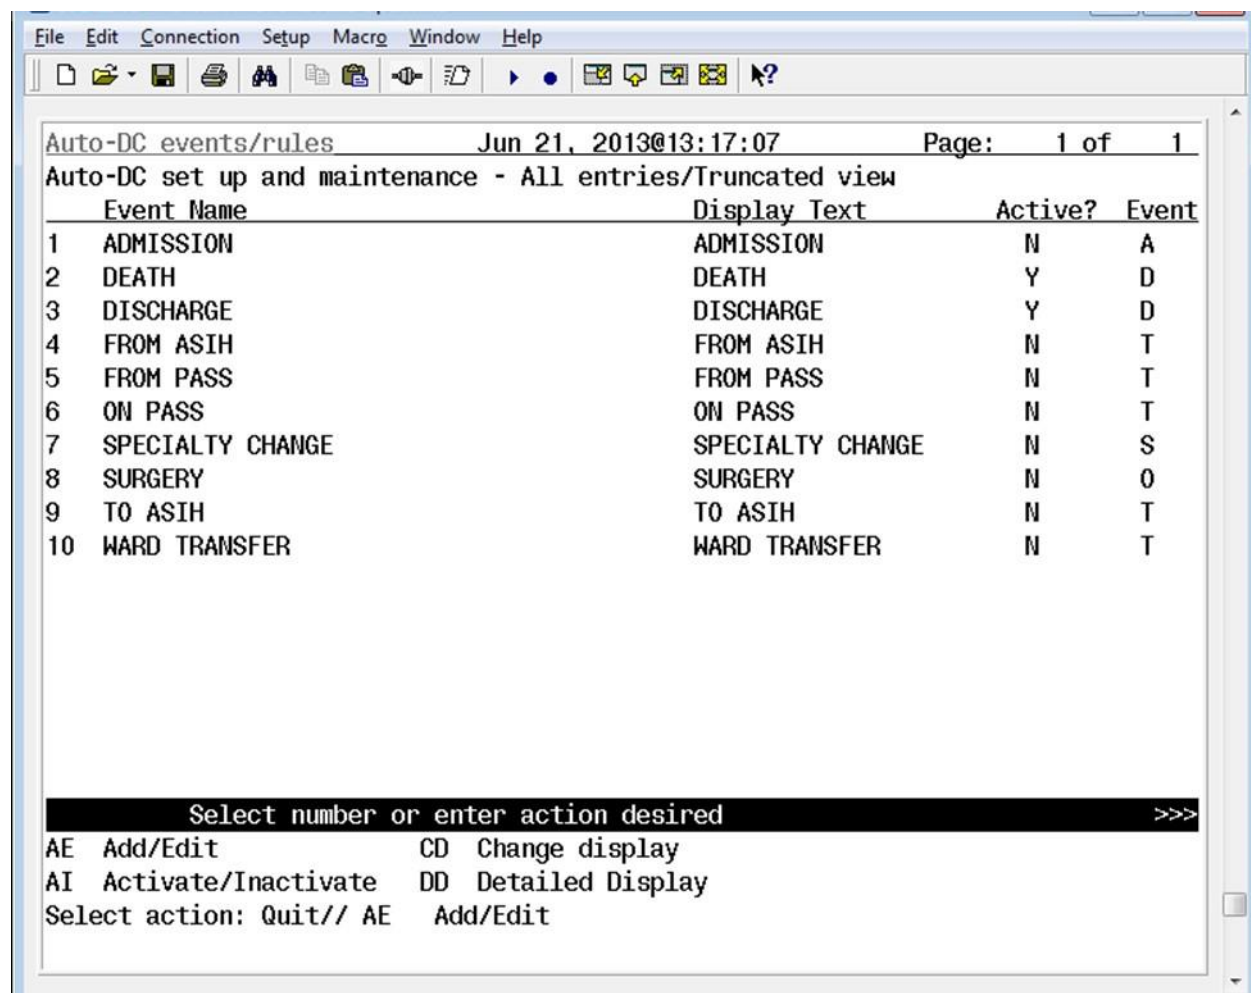 File Edit Connection Setup Macro Window Help
Auto-DC events/rules Jun 21, 2013@13:17:07 Page: 1 of 1
Auto-DC set up and maintenance - All entries/Truncated view
Event Name Display Text Active? Event
1 ADMISSION ADMISSION N A
2 DEATH DEATH Y D
3 DISCHARGE DISCHARGE Y D
4 FROM ASIH FROM ASIH N T
5 FROM PASS FROM PASS N T
6 ON PASS ON PASS N T
7 SPECIALTY CHANGE SPECIALTY CHANGE N S
8 SURGERY SURGERY N O
9 TO ASIH TO ASIH N T
10 WARD TRANSFER WARD TRANSFER N T
Select number or enter action desired >>>
AE Add/Edit CD Change display
AI Activate/Inactivate DD Detailed Display
Select action: Quit// AE Add/Edit